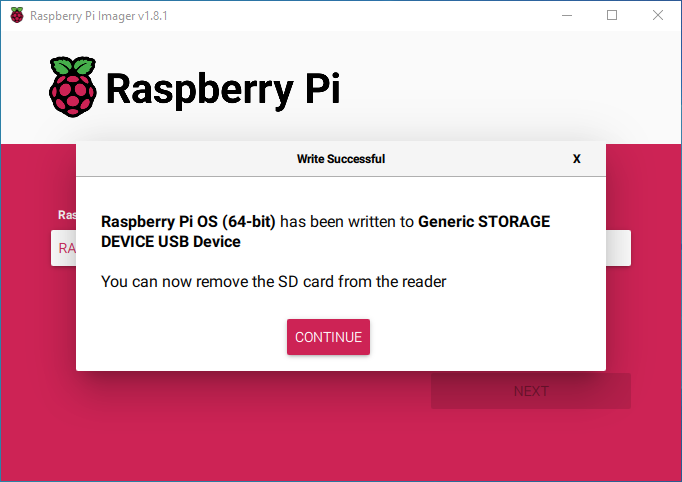 Raspberry Pi Imager v1.8.1
Raspberry Pi
Write Successful X
Ras
RA
Raspberry Pi OS (64-bit) has been written to Generic STORAGE
DEVICE USB Device
You can now remove the SD card from the reader
CONTINUE
NEXT